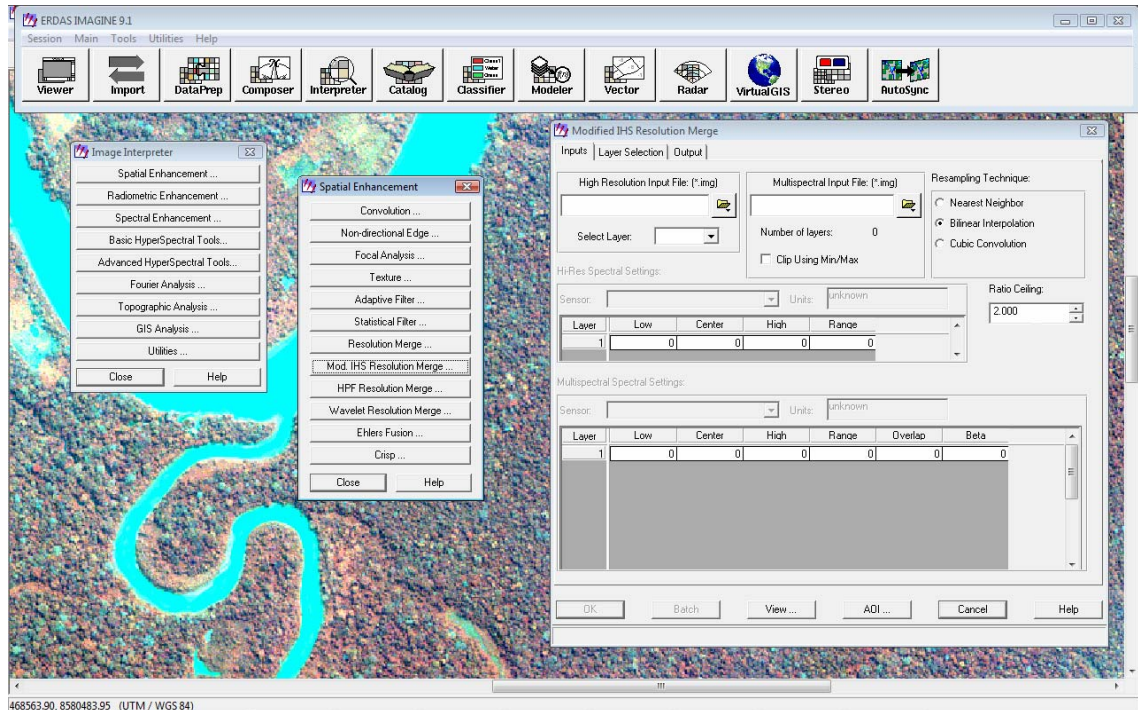 ERDAS IMAGINE 9.1
Session Main Tools Utilities Help
Viewer Import DataPrep Composer Interpreter Catalog Classifier Modeler Vector Radar VirtualGIS Stereo AutoSync
Image Interpreter
Spatial Enhancement ...
Radiometric Enhancement ...
Spectral Enhancement ...
Basic HyperSpectral Tools...
Advanced HyperSpectral Tools...
Fourier Analysis ...
Topographic Analysis ...
GIS Analysis ...
Utilities ...
Close Help
Spatial Enhancement
Convolution ...
Non-directional Edge ...
Focal Analysis ...
Texture ...
Adaptive Filter ...
Statistical Filter ...
Resolution Merge ...
Mod. IHS Resolution Merge ...
HPF Resolution Merge ...
Wavelet Resolution Merge ...
Ehlers Fusion ...
Crisp ...
Close Help
Modified IHS Resolution Merge
Inputs Layer Selection Output
High Resolution Input File: (*.img)
Select Layer:
Multispectral Input File: (*.img)
Number of layers: 0
Clip Using Min/Max
Resampling Technique:
Nearest Neighbor
Bilinear Interpolation
Cubic Convolution
Hi-Res Spectral Settings:
Sensor: Units: unknown
Ratio Ceiling:
2.000
Layer Low Center High Range
1 0 0 0 0
Multispectral Spectral Settings:
Sensor: Units: unknown
Layer Low Center High Range Overlap Beta
1 0 0 0 0 0 0
OK Batch View ... AOI ... Cancel Help
468563.90, 8580483.95 (UTM / WGS 84)